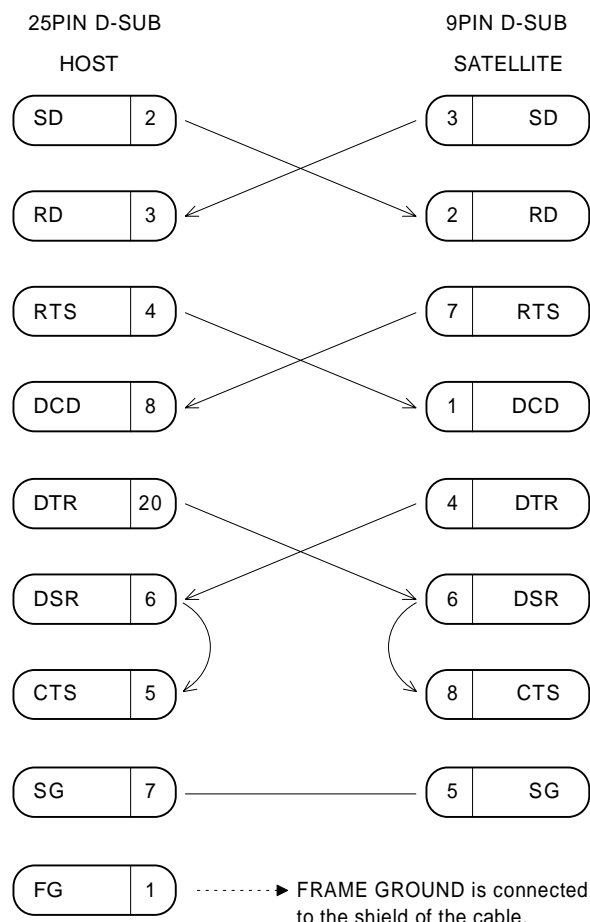 25PIN D-SUB 9PIN D-SUB
HOST SATELLITE
SD 2 3 SD
RD 3 2 RD
RTS 4 7 RTS
DCD 8 1 DCD
DTR 20 4 DTR
DSR 6 6 DSR
CTS 5 8 CTS
SG 7 5 SG
FG 1 FRAME GROUND is connected
to the shield of the cable.